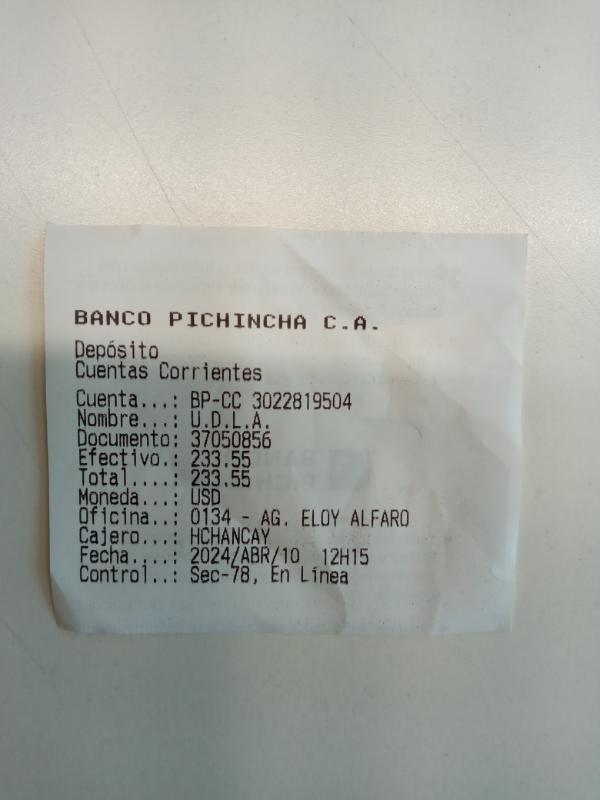 BANCO PICHINCHA C.A.
Depósito
Cuentas Corrientes
Cuenta...: BP-CC 3022819504
Nombre...: U.D.L.A.
Documento: 37050856
Efectivo.: 233.55
Total....: 233.55
Moneda...: USD
Oficina..: 0134 - AG. ELOY ALFARO
Cajero...: HCHANCAY
Fecha....: 2024/ABR/10 12H15
Control..: Sec-78, En Línea